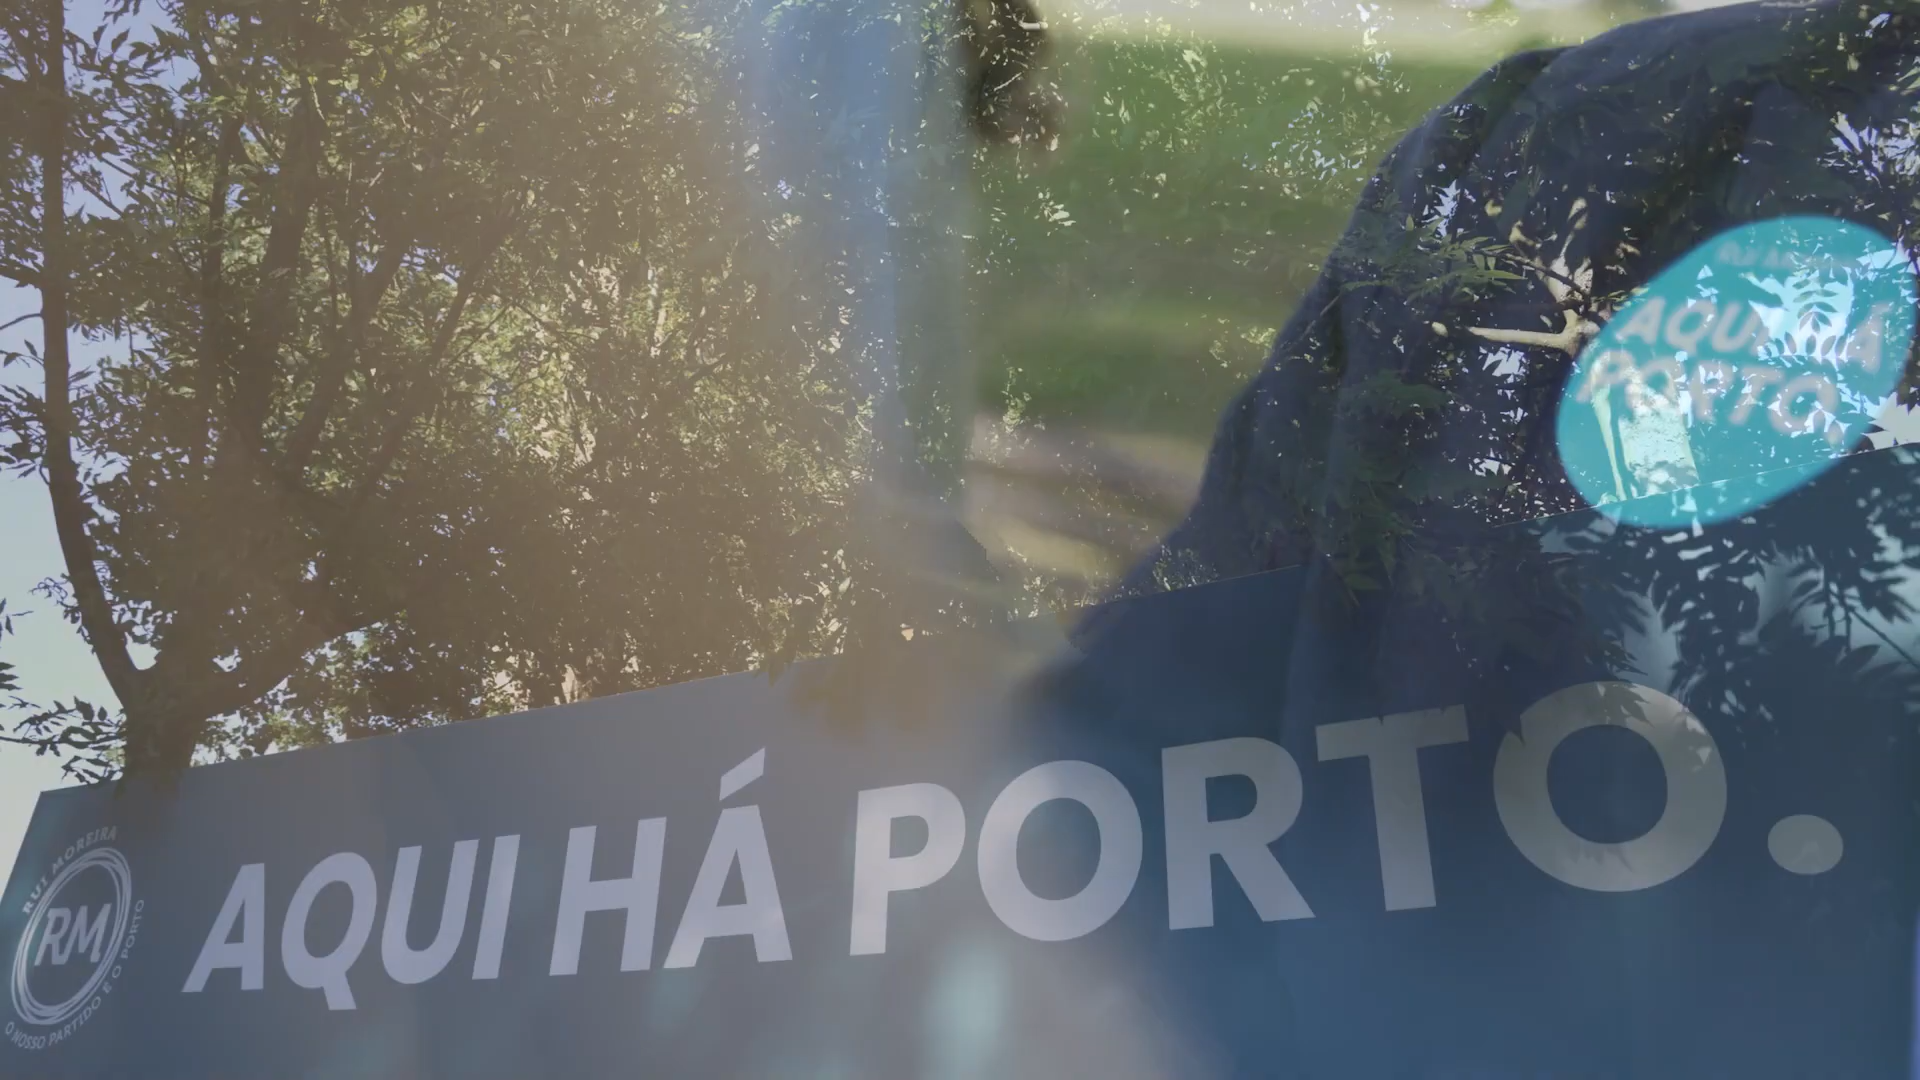 RUI MOREIRA
RM
O NOSSO PARTIDO É O PORTO
AQUI HÁ PORTO.
AQUI HÁ
PORTO.